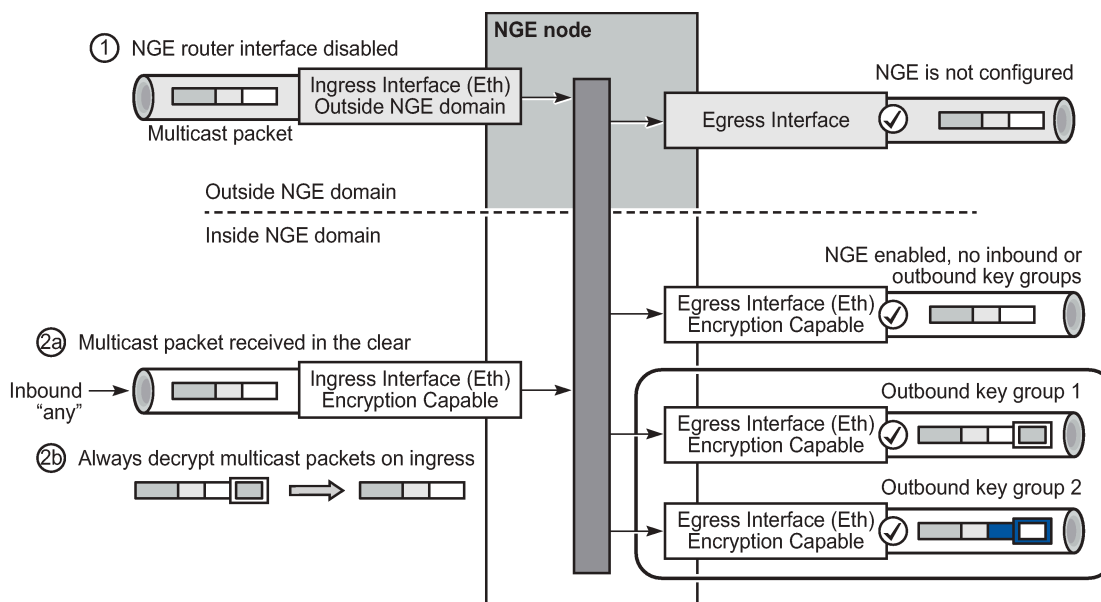 NGE node
1 NGE router interface disabled
Ingress Interface (Eth)
Outside NGE domain
Multicast packet
NGE is not configured
Egress Interface
Outside NGE domain
Inside NGE domain
NGE enabled, no inbound or
outbound key groups
Egress Interface (Eth)
Encryption Capable
2a Multicast packet received in the clear
Inbound
“any”
Ingress Interface (Eth)
Encryption Capable
2b Always decrypt multicast packets on ingress
Outbound key group 1
Egress Interface (Eth)
Encryption Capable
Outbound key group 2
Egress Interface (Eth)
Encryption Capable